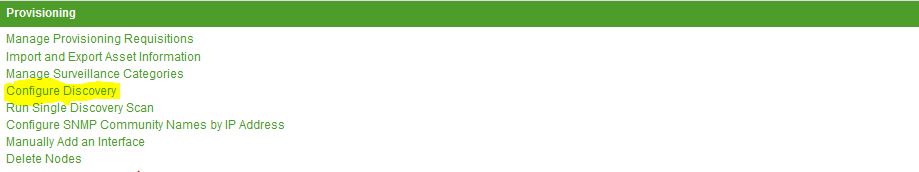 Provisioning
Manage Provisioning Requisitions
Import and Export Asset Information
Manage Surveillance Categories
Configure Discovery
Run Single Discovery Scan
Configure SNMP Community Names by IP Address
Manually Add an Interface
Delete Nodes